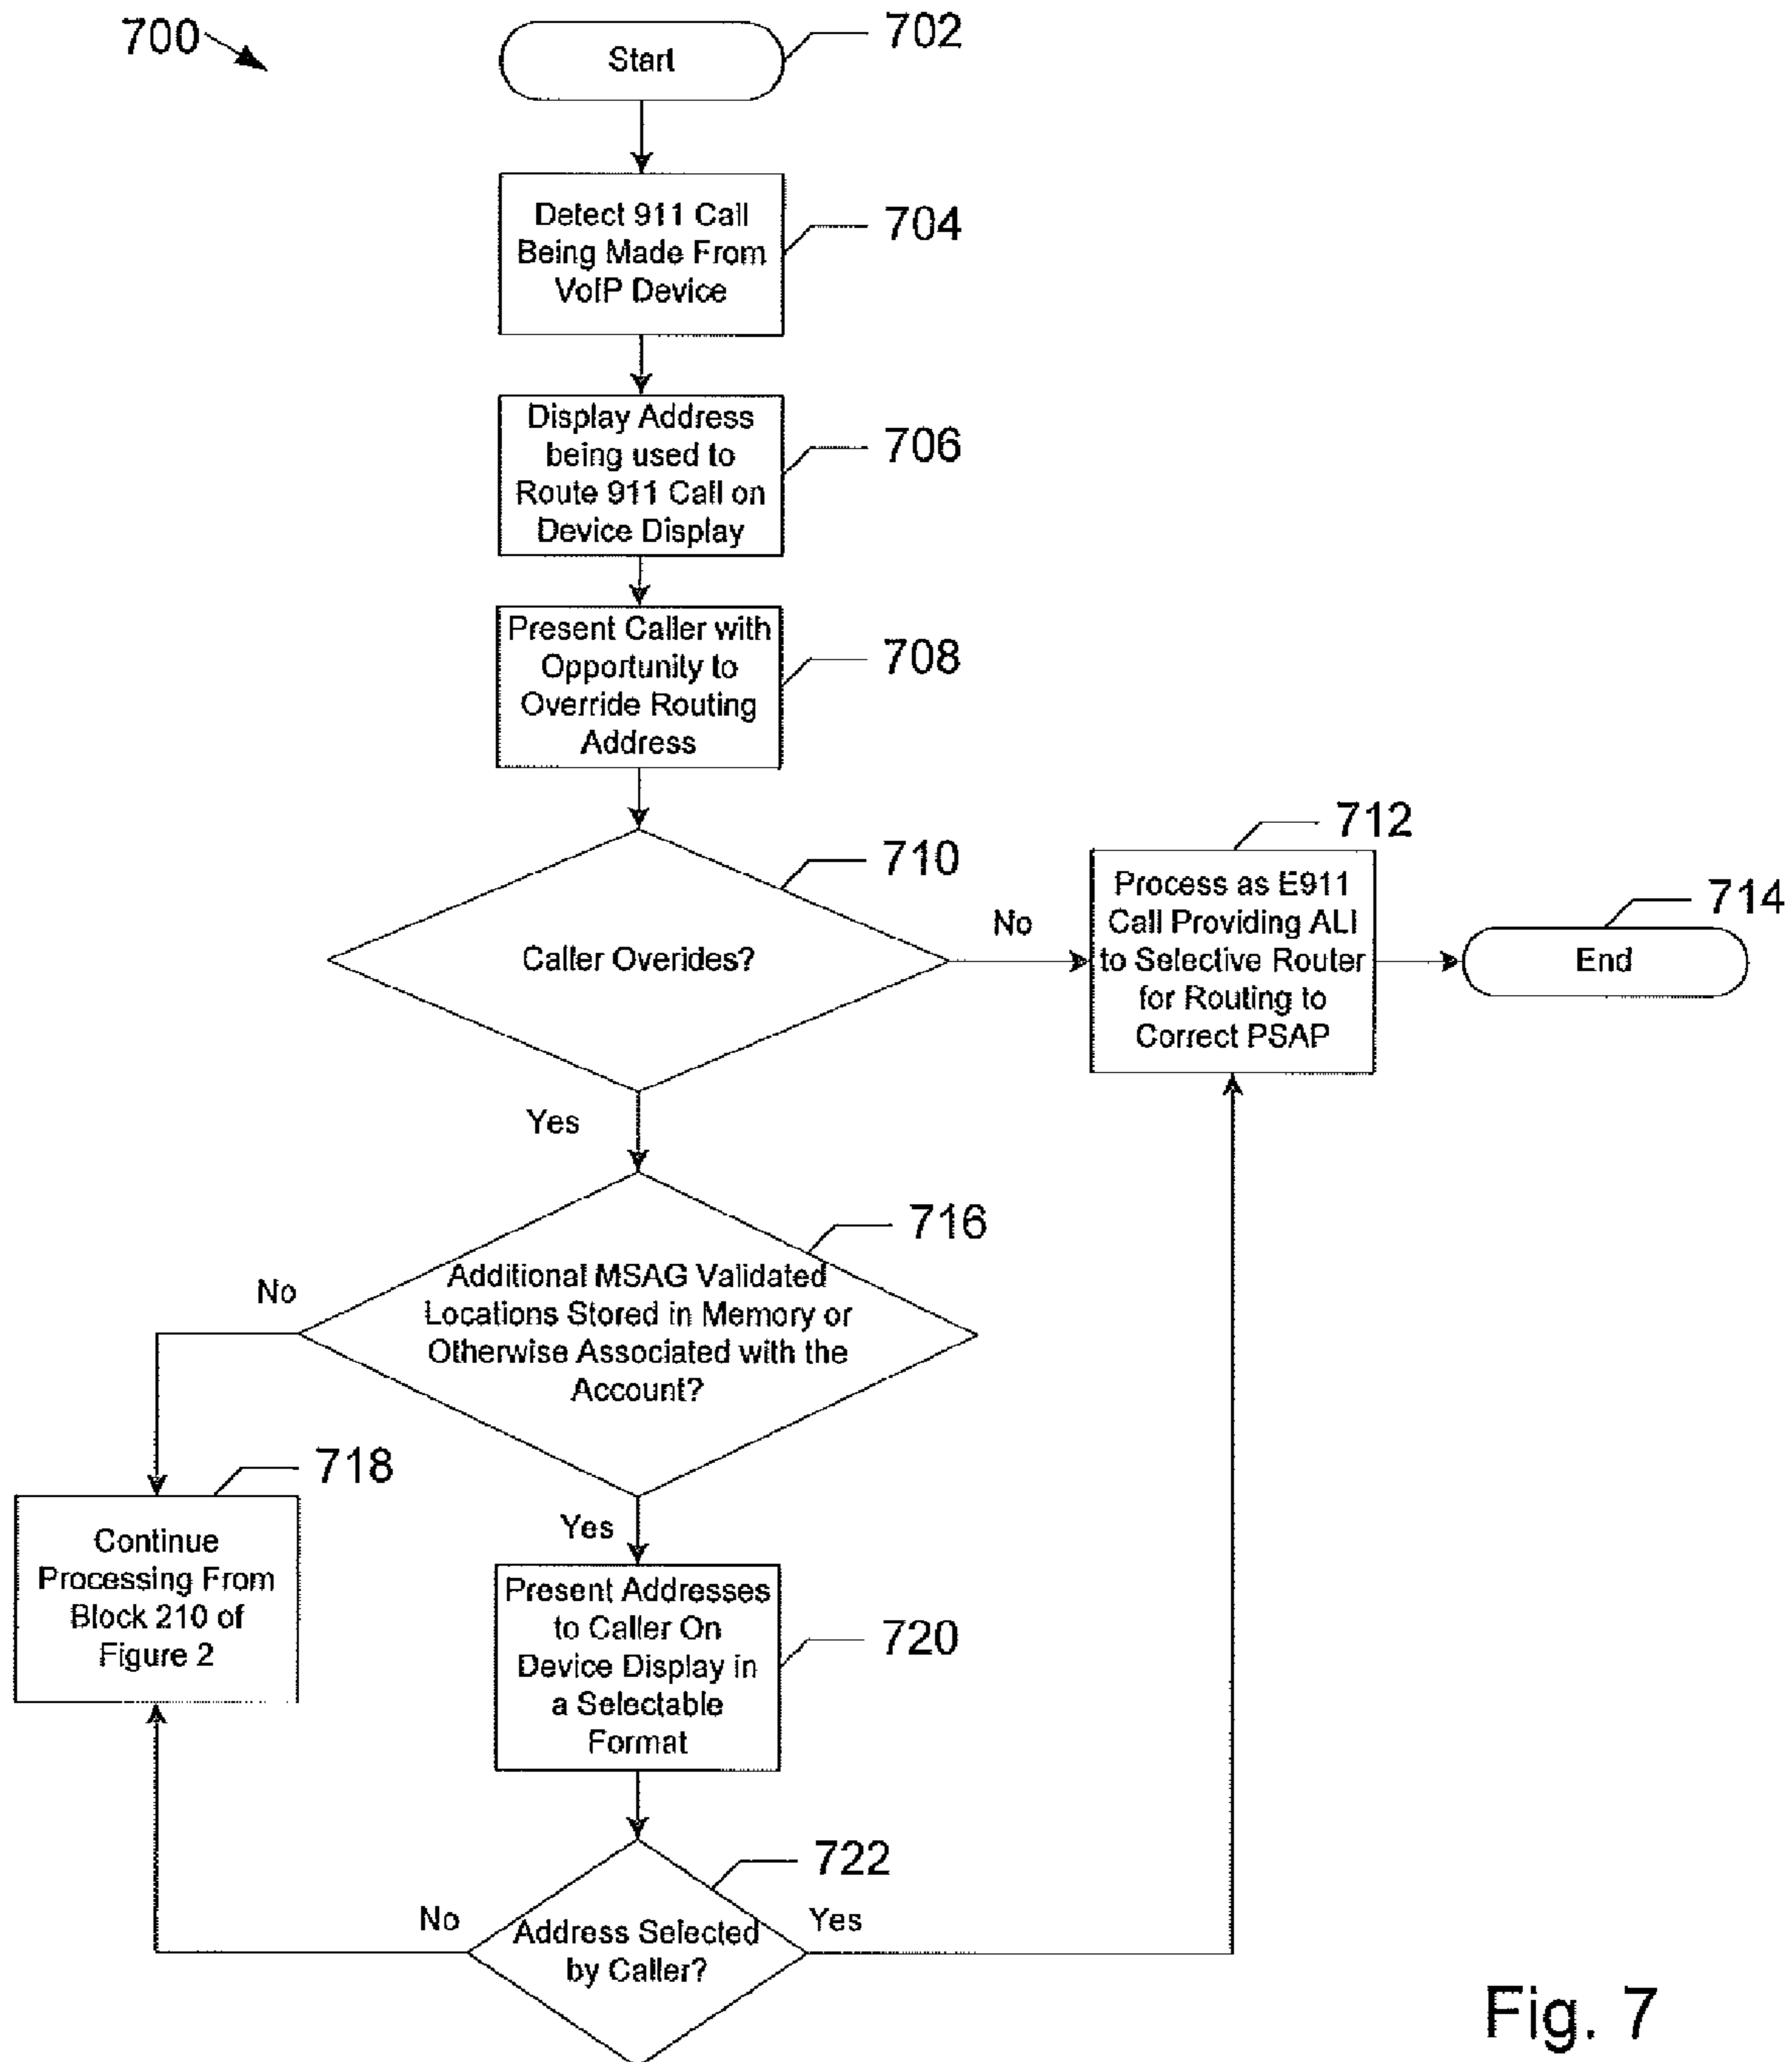 700
702
Start
Detect 911 Call
Being Made From
VoIP Device
704
Display Address
being used to
Route 911 Call on
Device Display
706
Present Caller with
Opportunity to
Override Routing
Address
708
710
Caller Overides?
No
712
Process as E911
Call Providing ALI
to Selective Router
for Routing to
Correct PSAP
714
End
Yes
716
Additional MSAG Validated
Locations Stored in Memory or
Otherwise Associated with the
Account?
No
718
Continue
Processing From
Block 210 of
Figure 2
Yes
Present Addresses
to Caller On
Device Display in
a Selectable
Format
720
722
Address Selected
by Caller?
No
Yes
Fig. 7